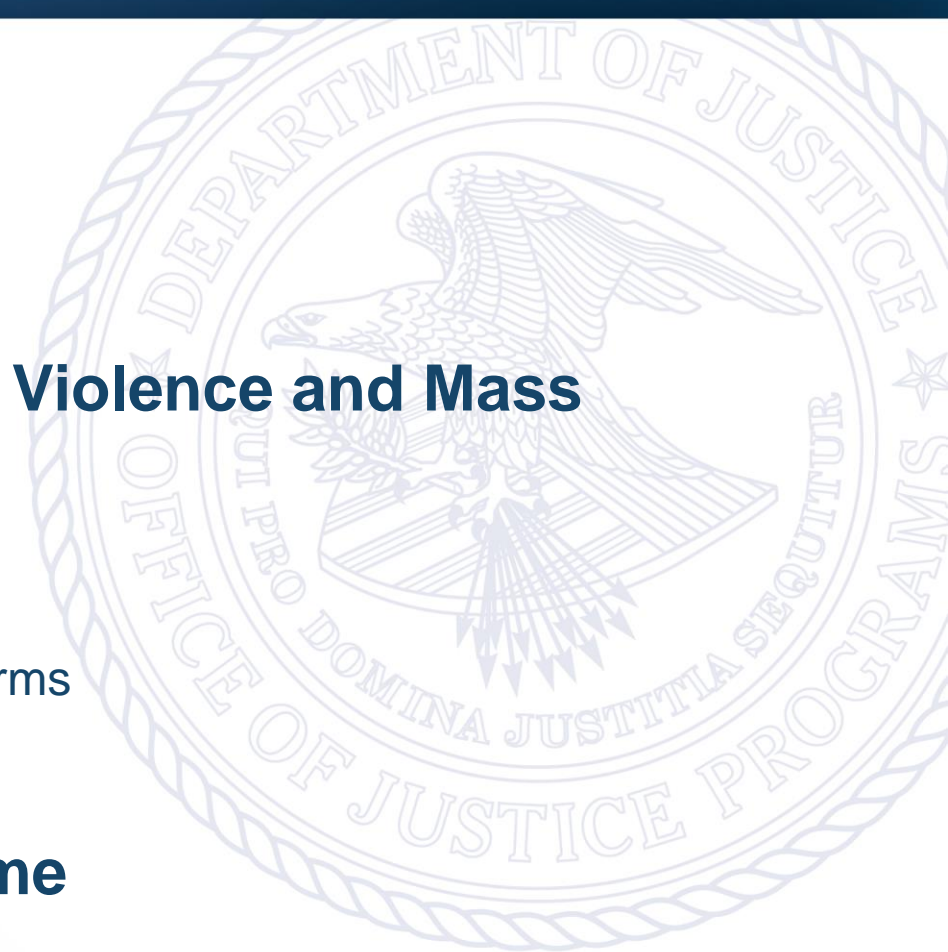 DEPARTMENT OF JUSTICE
Violence and Mass
QUI PRO DOMINA JUSTITIA SEQUITUR
rms
OFFICE OF JUSTICE PROGRAMS
me